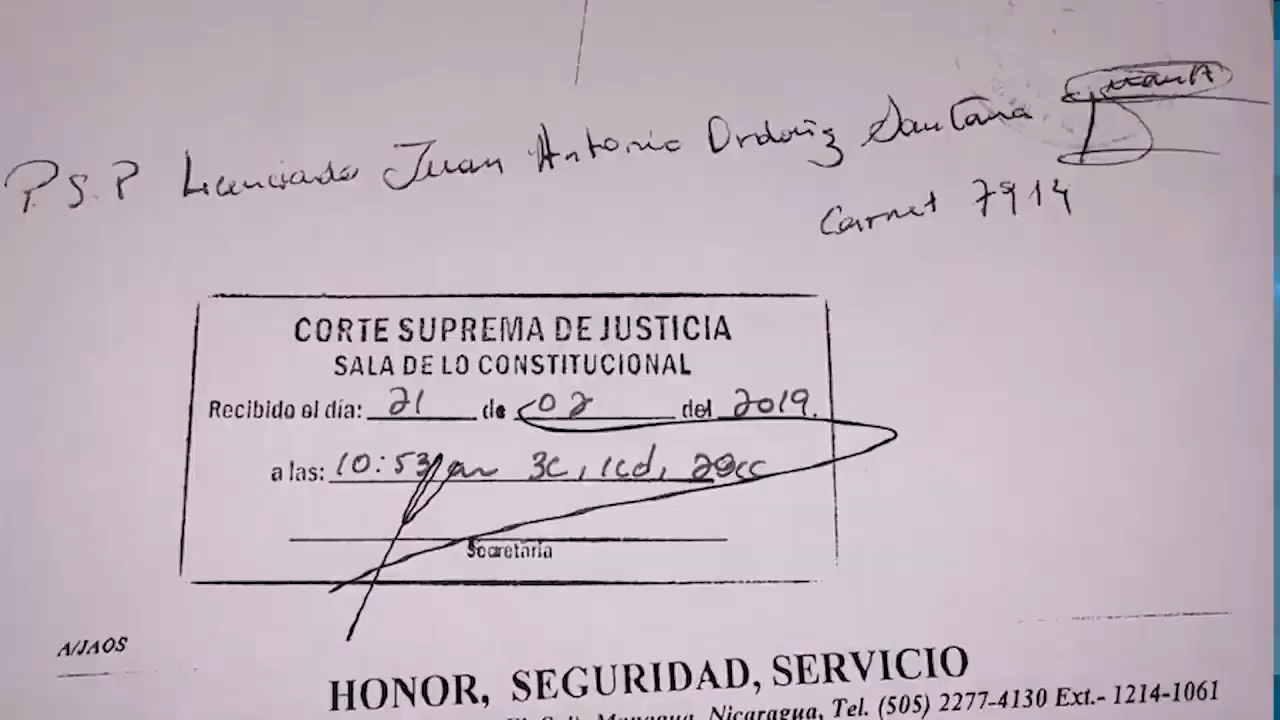 P.S.P Licenciado Juan Antonio Ordoñiz Santana
Carnet 7914
CORTE SUPREMA DE JUSTICIA
SALA DE LO CONSTITUCIONAL
Recibido el día: 21 de 02 del 2019.
a las: 10:53 am 3c, 1cd, 29cc
Secretaria
A/JAOS
HONOR, SEGURIDAD, SERVICIO
Managua, Nicaragua, Tel. (505) 2277-4130 Ext.- 1214-1061